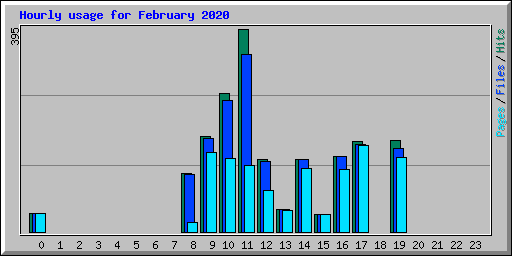 Hourly usage for February 2020
395
Pages/Files/Hits
0 1 2 3 4 5 6 7 8 9 10 11 12 13 14 15 16 17 18 19 20 21 22 23